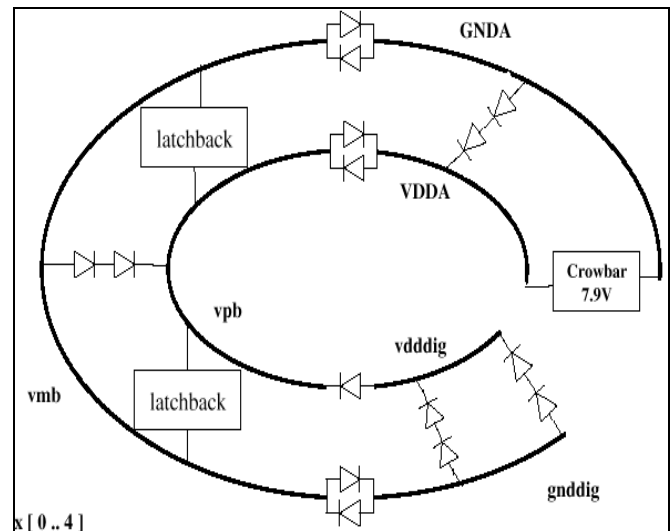 GNDA
latchback
VDDA
Crowbar
7.9V
vpb
vdddig
vmb
latchback
gnddig
x [ 0 .. 4 ]